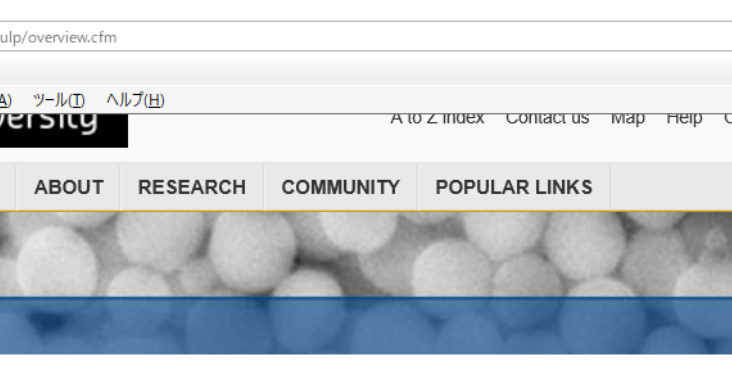 ulp/overview.cfm
A) ツール(T) ヘルプ(H)
versity
A to Z Index Contact us Map Help
ABOUT RESEARCH COMMUNITY POPULAR LINKS